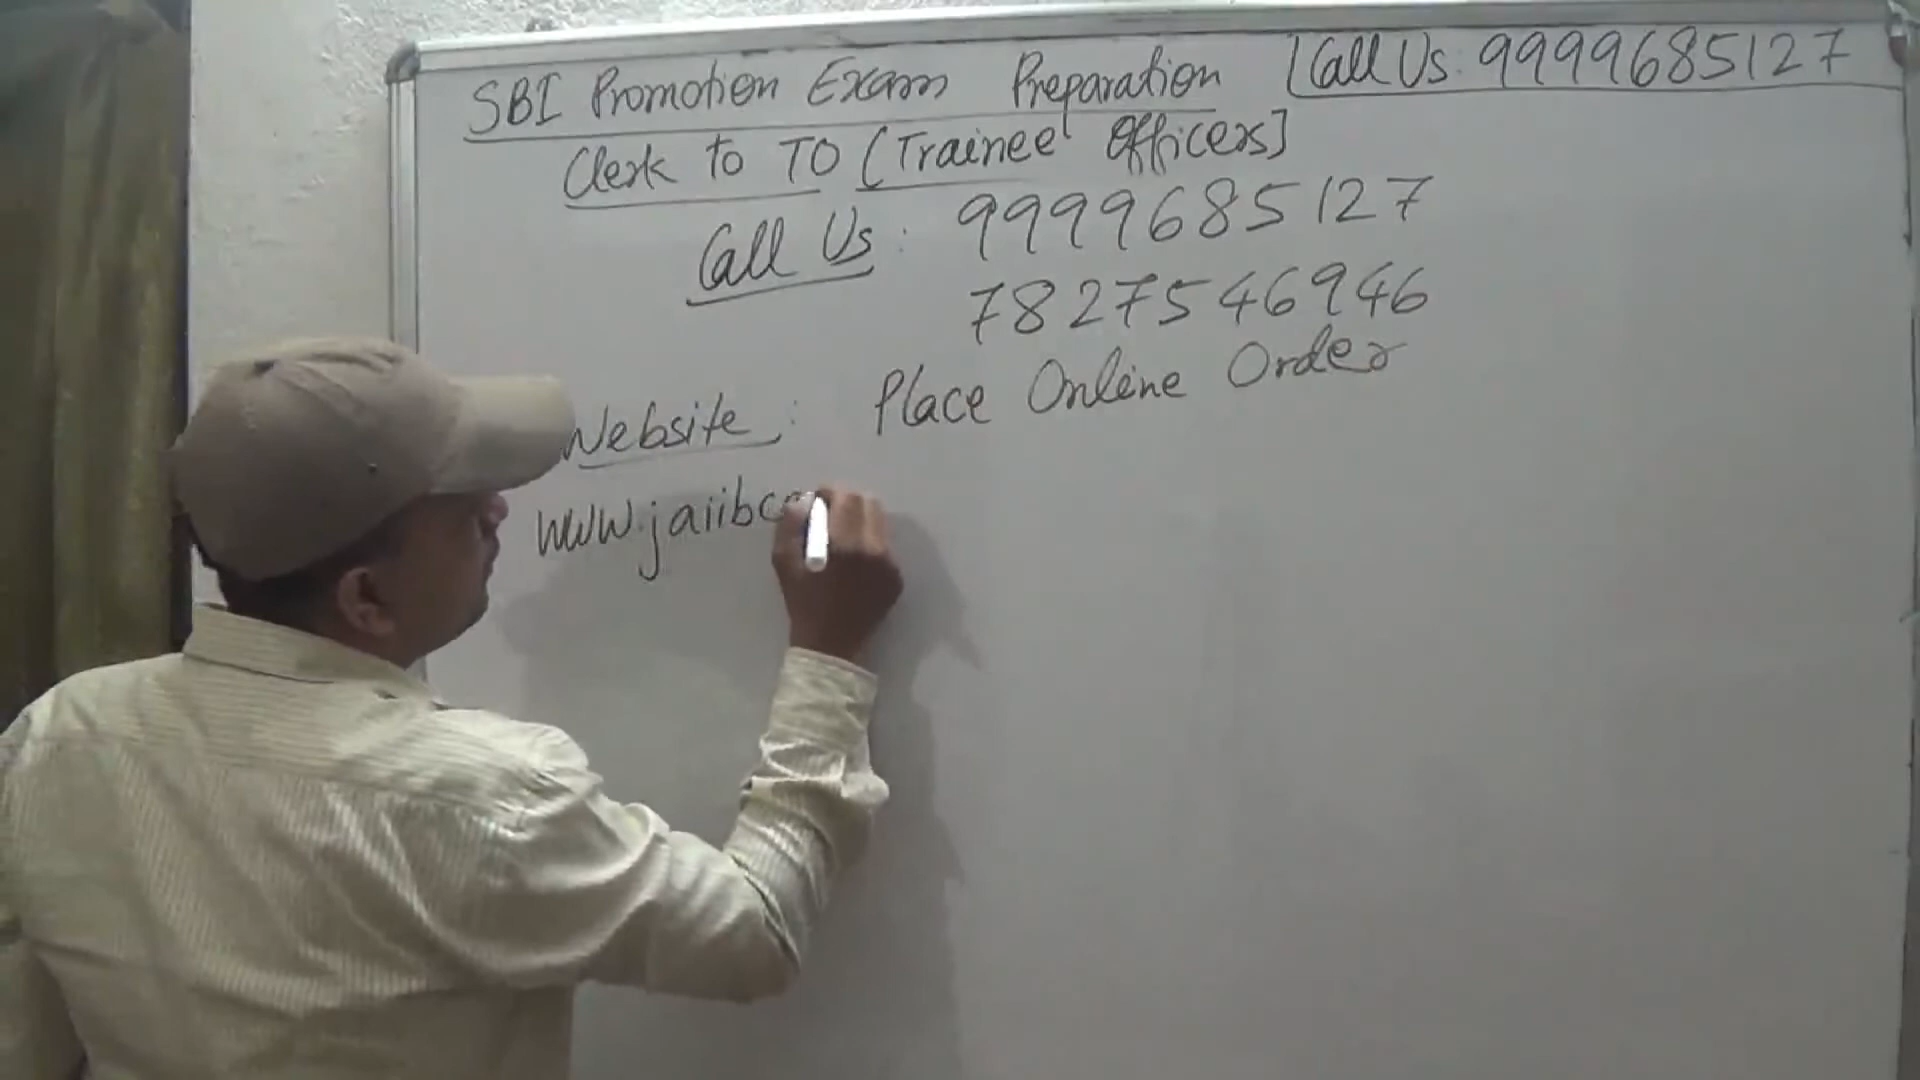 SBI Promotion Exam Preparation [Call Us: 9999685127
Clerk to TO (Trainee Officers]
Call Us: 9999685127
7827546946
Website: Place Online Order
www.jaiibc